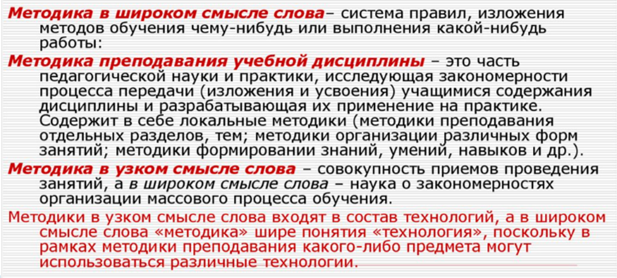 Методика в широком смысле слова– система правил, изложения
методов обучения чему-нибудь или выполнения какой-нибудь
работы:
Методика преподавания учебной дисциплины – это часть
педагогической науки и практики, исследующая закономерности
процесса передачи (изложения и усвоения) учащимися содержания
дисциплины и разрабатывающая их применение на практике.
Содержит в себе локальные методики (методики преподавания
отдельных разделов, тем; методики организации различных форм
занятий; методики формировании знаний, умений, навыков и др.).
Методика в узком смысле слова – совокупность приемов проведения
занятий, а в широком смысле слова – наука о закономерностях
организации массового процесса обучения.
Методики в узком смысле слова входят в состав технологий, а в широком
смысле слова «методика» шире понятия «технология», поскольку в
рамках методики преподавания какого-либо предмета могут
использоваться различные технологии.